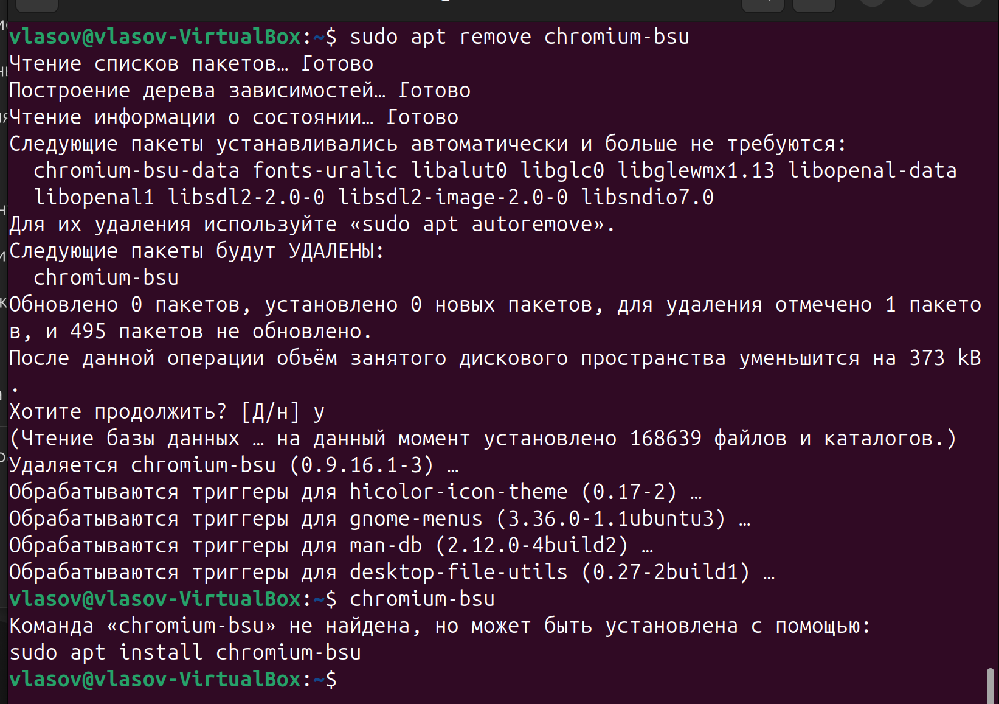 vlasov@vlasov-VirtualBox:~$ sudo apt remove chromium-bsu
Чтение списков пакетов… Готово
Построение дерева зависимостей… Готово
Чтение информации о состоянии… Готово
Следующие пакеты устанавливались автоматически и больше не требуются:
  chromium-bsu-data fonts-uralic libalut0 libglc0 libglewmx1.13 libopenal-data
  libopenal1 libsdl2-2.0-0 libsdl2-image-2.0-0 libsndio7.0
Для их удаления используйте «sudo apt autoremove».
Следующие пакеты будут УДАЛЕНЫ:
  chromium-bsu
Обновлено 0 пакетов, установлено 0 новых пакетов, для удаления отмечено 1 пакето
в, и 495 пакетов не обновлено.
После данной операции объём занятого дискового пространства уменьшится на 373 kB
.
Хотите продолжить? [Д/н] y
(Чтение базы данных … на данный момент установлено 168639 файлов и каталогов.)
Удаляется chromium-bsu (0.9.16.1-3) …
Обрабатываются триггеры для hicolor-icon-theme (0.17-2) …
Обрабатываются триггеры для gnome-menus (3.36.0-1.1ubuntu3) …
Обрабатываются триггеры для man-db (2.12.0-4build2) …
Обрабатываются триггеры для desktop-file-utils (0.27-2build1) …
vlasov@vlasov-VirtualBox:~$ chromium-bsu
Команда «chromium-bsu» не найдена, но может быть установлена с помощью:
sudo apt install chromium-bsu
vlasov@vlasov-VirtualBox:~$